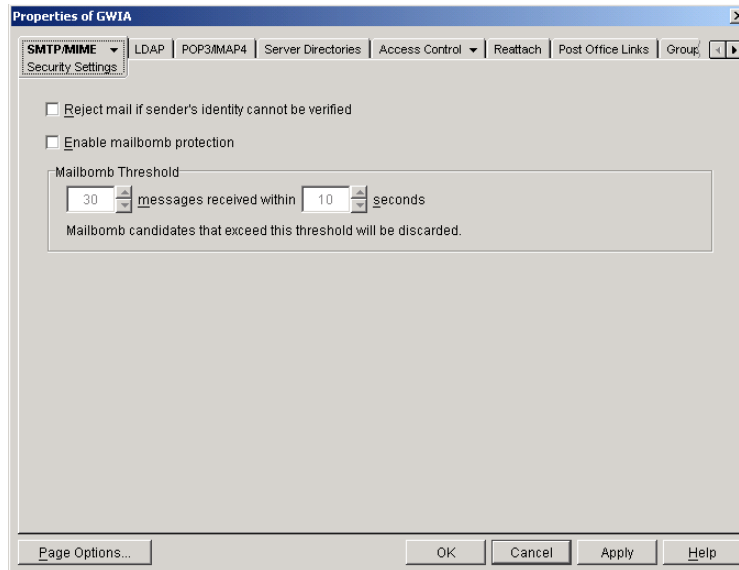 Properties of GWIA
SMTP/MIME LDAP POP3/IMAP4 Server Directories Access Control Reattach Post Office Links Group
Security Settings
Reject mail if sender's identity cannot be verified
Enable mailbomb protection
Mailbomb Threshold
30 messages received within 10 seconds
Mailbomb candidates that exceed this threshold will be discarded.
Page Options... OK Cancel Apply Help